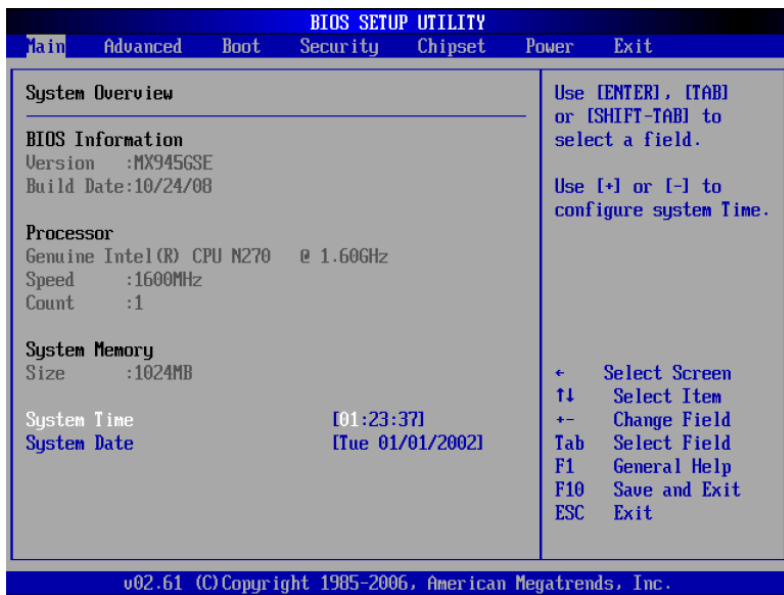 BIOS SETUP UTILITY
Main Advanced Boot Security Chipset Power Exit
System Overview
BIOS Information
Version :MX945GSE
Build Date:10/24/08
Processor
Genuine Intel(R) CPU N270 @ 1.60GHz
Speed :1600MHz
Count :1
System Memory
Size :1024MB
System Time [01:23:37]
System Date [Tue 01/01/2002]
Use [ENTER], [TAB]
or [SHIFT-TAB] to
select a field.
Use [+] or [-] to
configure system Time.
← Select Screen
↑↓ Select Item
+- Change Field
Tab Select Field
F1 General Help
F10 Save and Exit
ESC Exit
v02.61 (C)Copyright 1985-2006, American Megatrends, Inc.